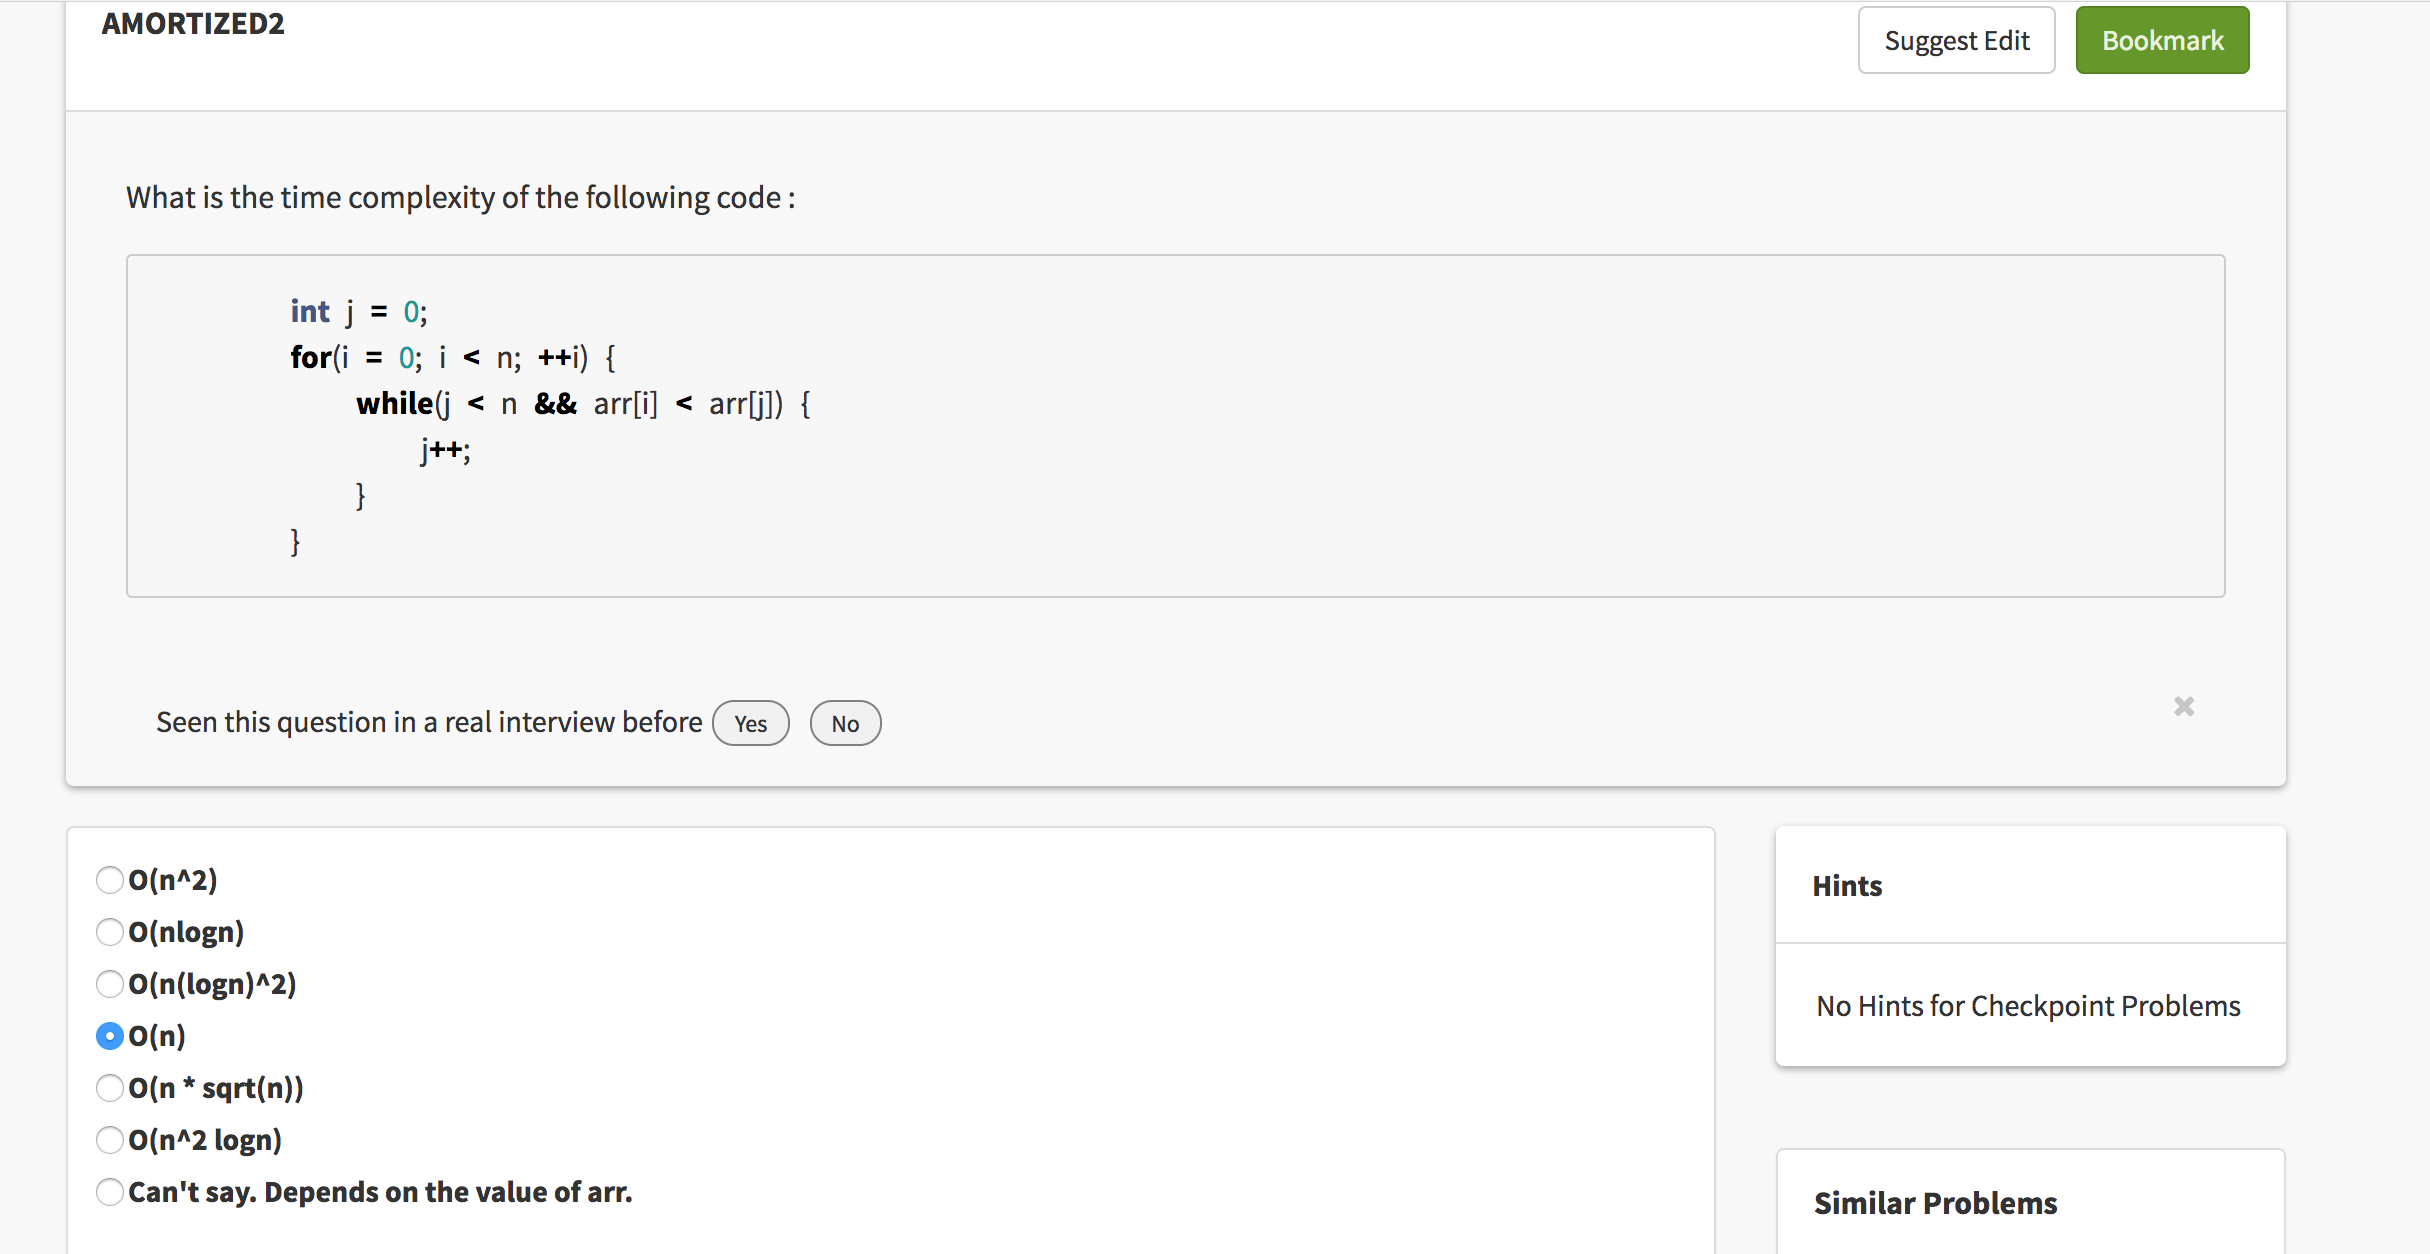 AMORTIZED2
Suggest Edit
Bookmark
What is the time complexity of the following code :
int j = 0;
for(i = 0; i < n; ++i) {
while(j < n && arr[i] < arr[j]) {
j++;
}
}
Seen this question in a real interview before
Yes
No
O(n^2)
O(nlogn)
O(n(logn)^2)
O(n)
O(n * sqrt(n))
O(n^2 logn)
Can't say. Depends on the value of arr.
Hints
No Hints for Checkpoint Problems
Similar Problems